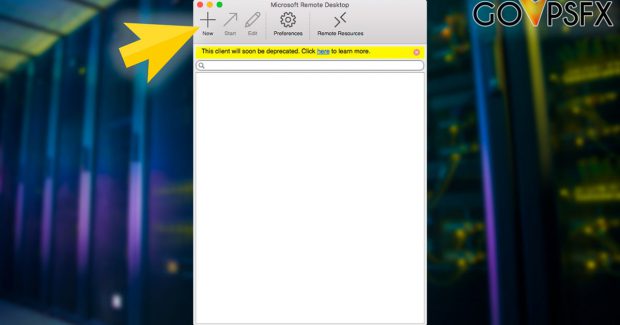 GOVPSFX
Microsoft Remote Desktop
New Start Edit Preferences Remote Resources
This client will soon be deprecated. Click here to learn more.